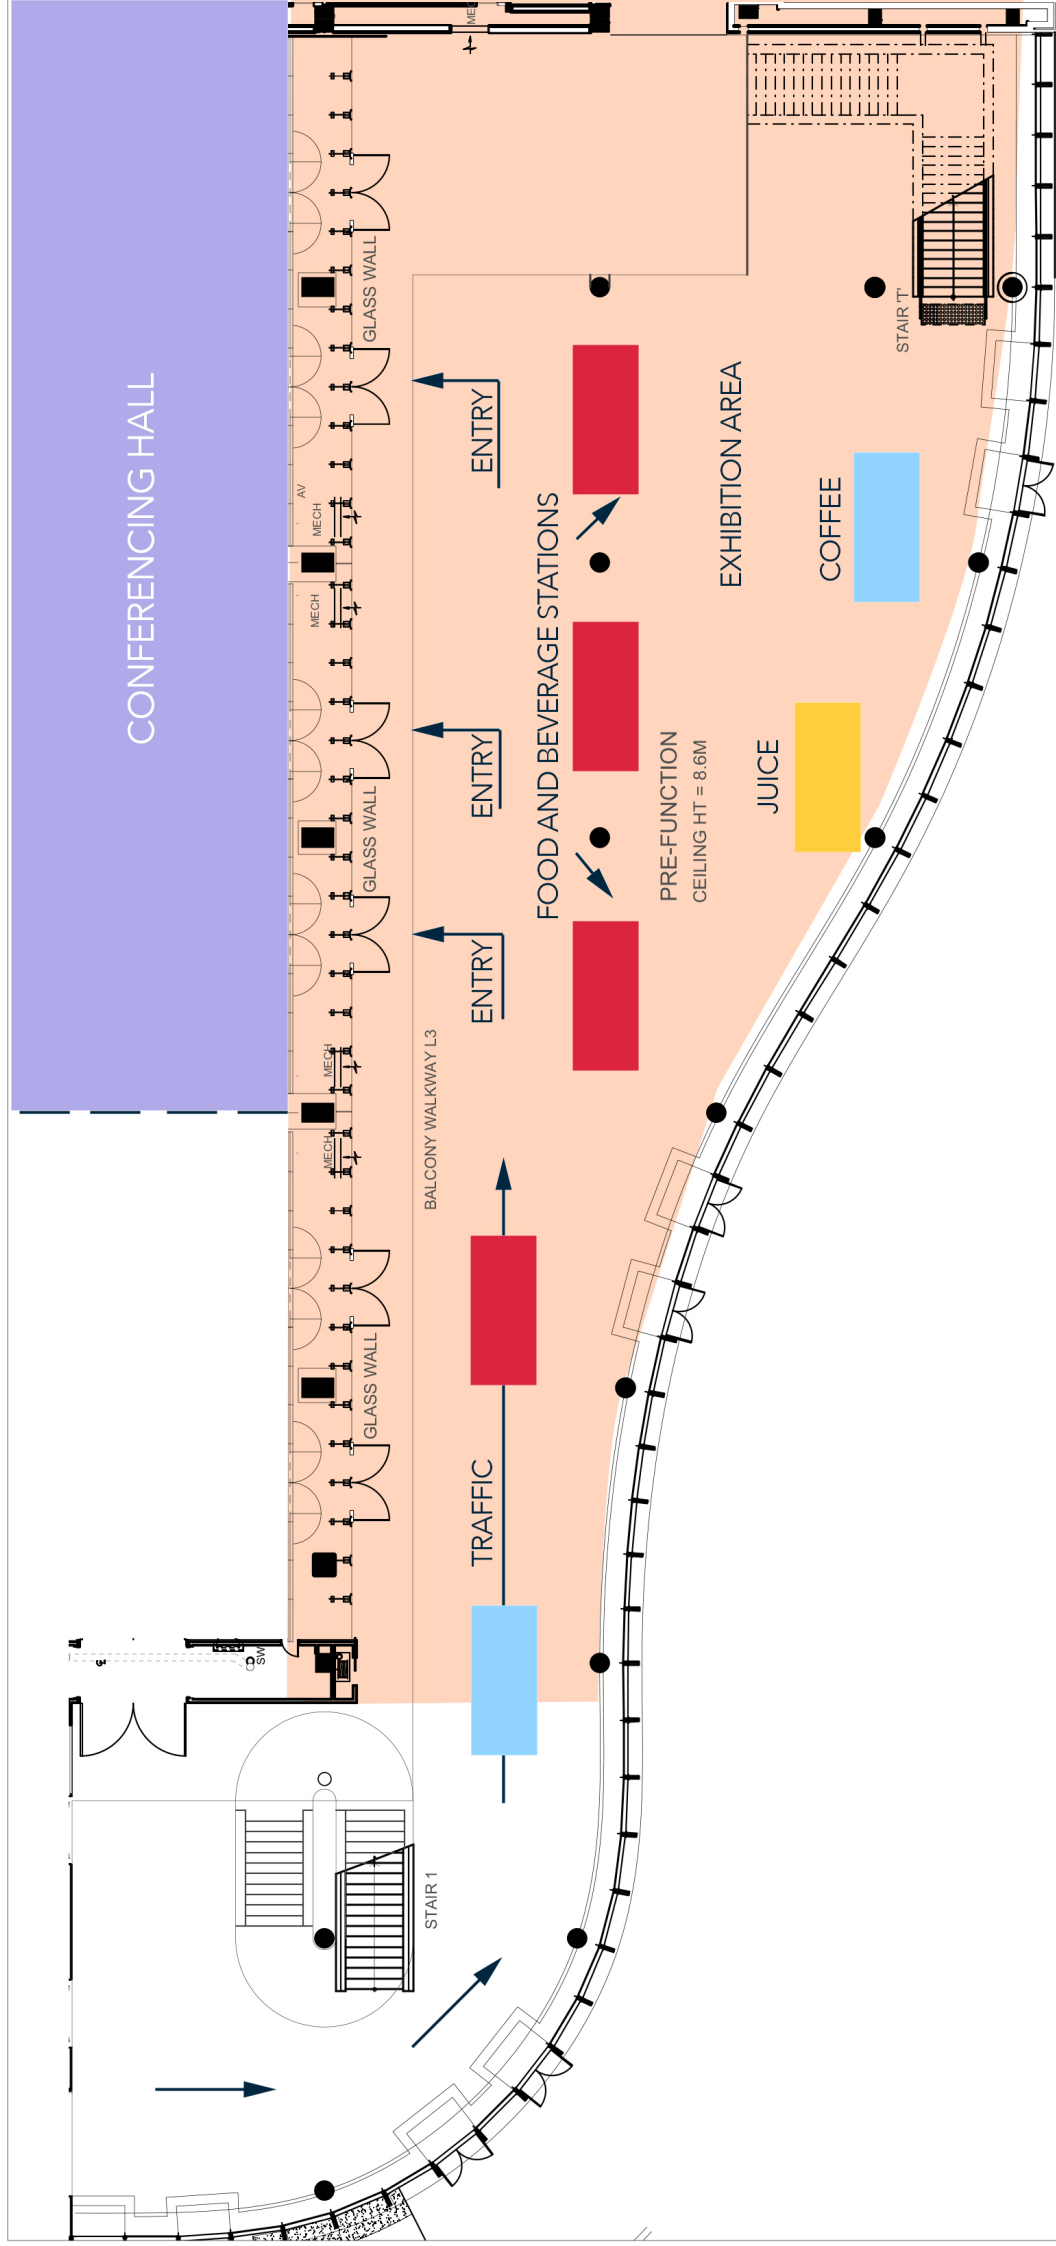 CONFERENCING HALL
MEC
GLASS WALL
AV
MECH
MECH
GLASS WALL
MECH
MECH
GLASS WALL
SW
BALCONY WALKWAY L3
STAIR 1
TRAFFIC
ENTRY
ENTRY
ENTRY
FOOD AND BEVERAGE STATIONS
PRE-FUNCTION
CEILING HT = 8.6M
EXHIBITION AREA
JUICE
COFFEE
STAIR 'T'